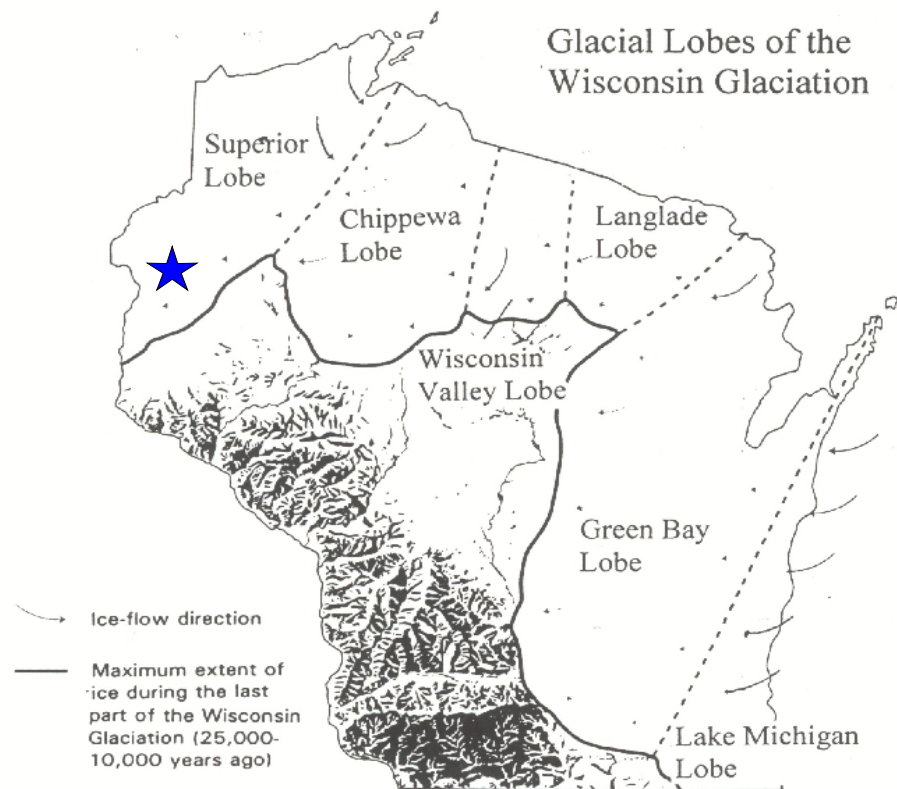 Glacial Lobes of the
Wisconsin Glaciation
Superior
Lobe
Chippewa
Lobe
Langlade
Lobe
Wisconsin
Valley Lobe
Green Bay
Lobe
Ice-flow direction
Maximum extent of
ice during the last
part of the Wisconsin
Glaciation (25,000-
10,000 years ago)
Lake Michigan
Lobe